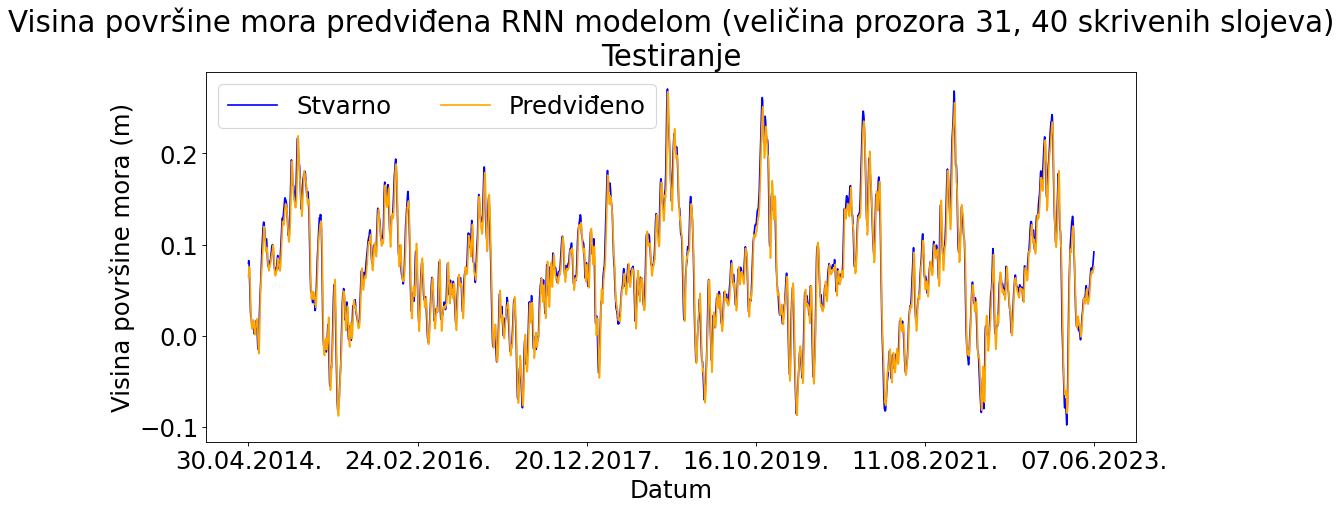 Visina površine mora predviđena RNN modelom (veličina prozora 31, 40 skrivenih slojeva)
Testiranje
Stvarno
Predviđeno
Visina površine mora (m)
0.2
0.1
0.0
−0.1
30.04.2014. 24.02.2016. 20.12.2017. 16.10.2019. 11.08.2021. 07.06.2023.
Datum